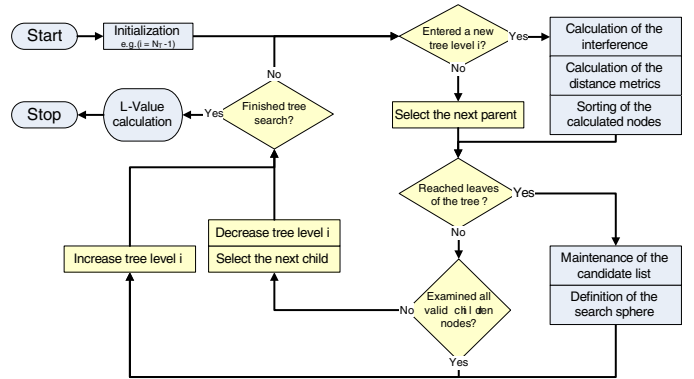 Start
Initialization
e.g.(i = NT-1)
Entered a new
tree level i?
Yes
No
Calculation of the
interference
Calculation of the
distance metrics
Sorting of the
calculated nodes
Select the next parent
No
Finished tree
search?
Yes
L-Value
calculation
Stop
Reached leaves
of the tree ?
Yes
No
Increase tree level i
Decrease tree level i
Select the next child
Examined all
valid
nodes?
No
Yes
Maintenance of the
candidate list
Definition of the
search sphere